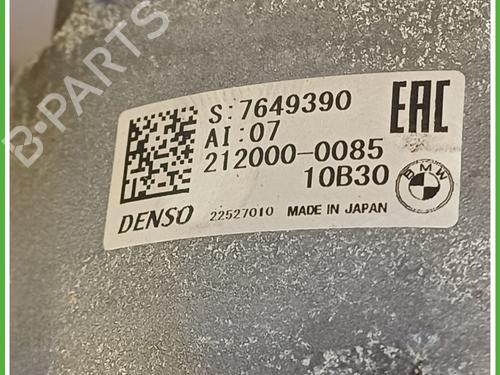 B-PARTS
S:7649390
EAC
AI:07
212000-0085
10B30
BMW
DENSO 22527010 MADE IN JAPAN